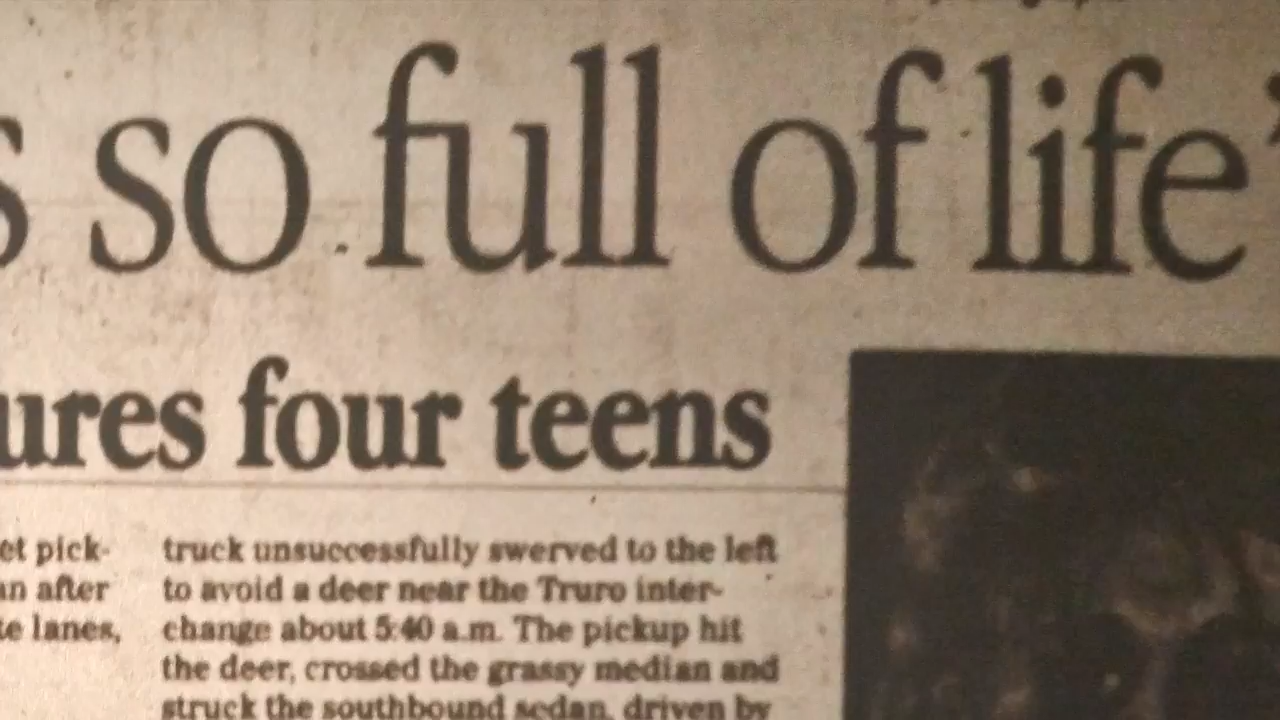 s so full of life’
ures four teens
et pick-
an after
te lanes,
truck unsuccessfully swerved to the left
to avoid a deer near the Truro inter-
change about 5:40 a.m. The pickup hit
the deer, crossed the grassy median and
struck the southbound sedan, driven by